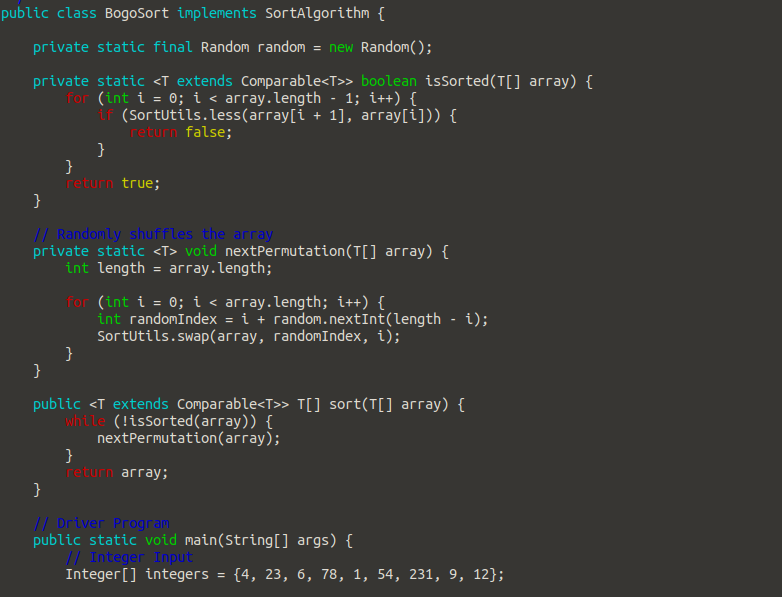 public class BogoSort implements SortAlgorithm {
private static final Random random = new Random();
private static <T extends Comparable<T>> boolean isSorted(T[] array) {
for (int i = 0; i < array.length - 1; i++) {
if (SortUtils.less(array[i + 1], array[i])) {
return false;
}
}
return true;
}
// Randomly shuffles the array
private static <T> void nextPermutation(T[] array) {
int length = array.length;
for (int i = 0; i < array.length; i++) {
int randomIndex = i + random.nextInt(length - i);
SortUtils.swap(array, randomIndex, i);
}
}
public <T extends Comparable<T>> T[] sort(T[] array) {
while (!isSorted(array)) {
nextPermutation(array);
}
return array;
}
// Driver Program
public static void main(String[] args) {
// Integer Input
Integer[] integers = {4, 23, 6, 78, 1, 54, 231, 9, 12};